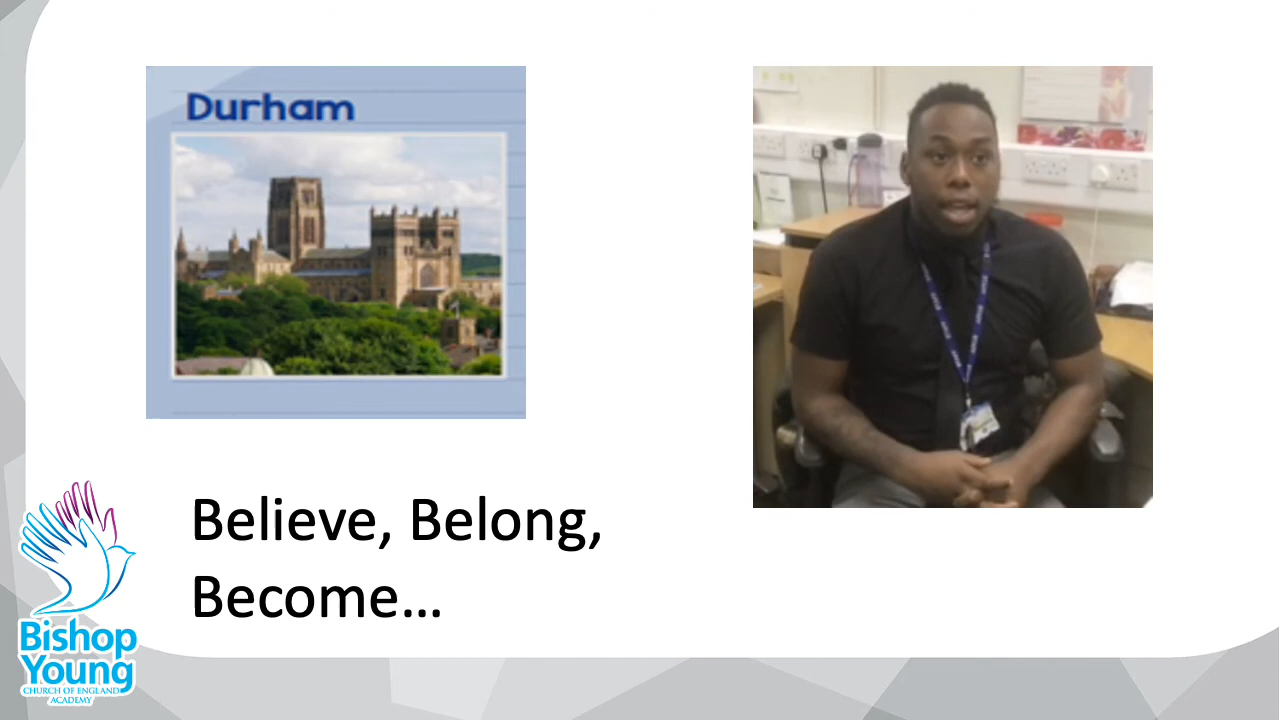 Durham
Believe, Belong,
Become...
Bishop
Young
CHURCH OF ENGLAND
ACADEMY